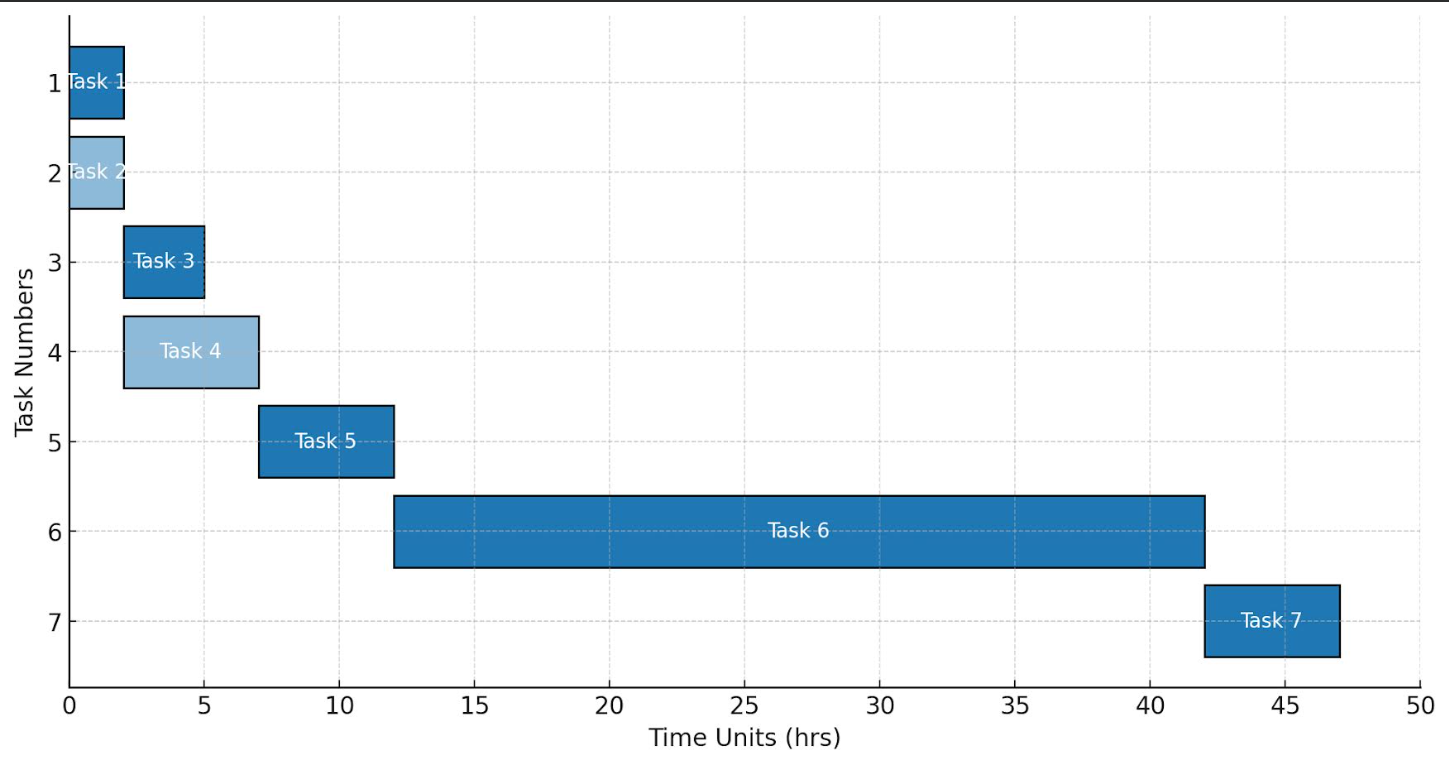 1 Task 1
2 Task 2
3 Task 3
4 Task 4
5 Task 5
6 Task 6
7 Task 7
Task Numbers
0 5 10 15 20 25 30 35 40 45 50
Time Units (hrs)